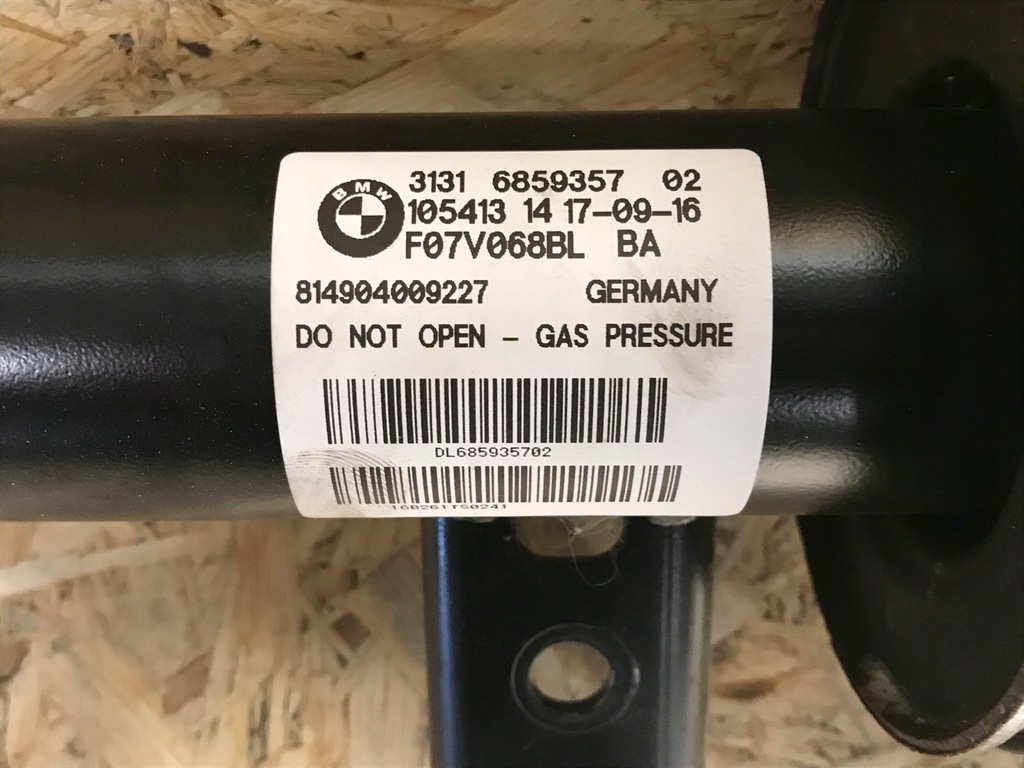 BMW
3131 6859357 02
105413 14 17-09-16
F07V068BL BA
814904009227 GERMANY
DO NOT OPEN - GAS PRESSURE
DL685935702